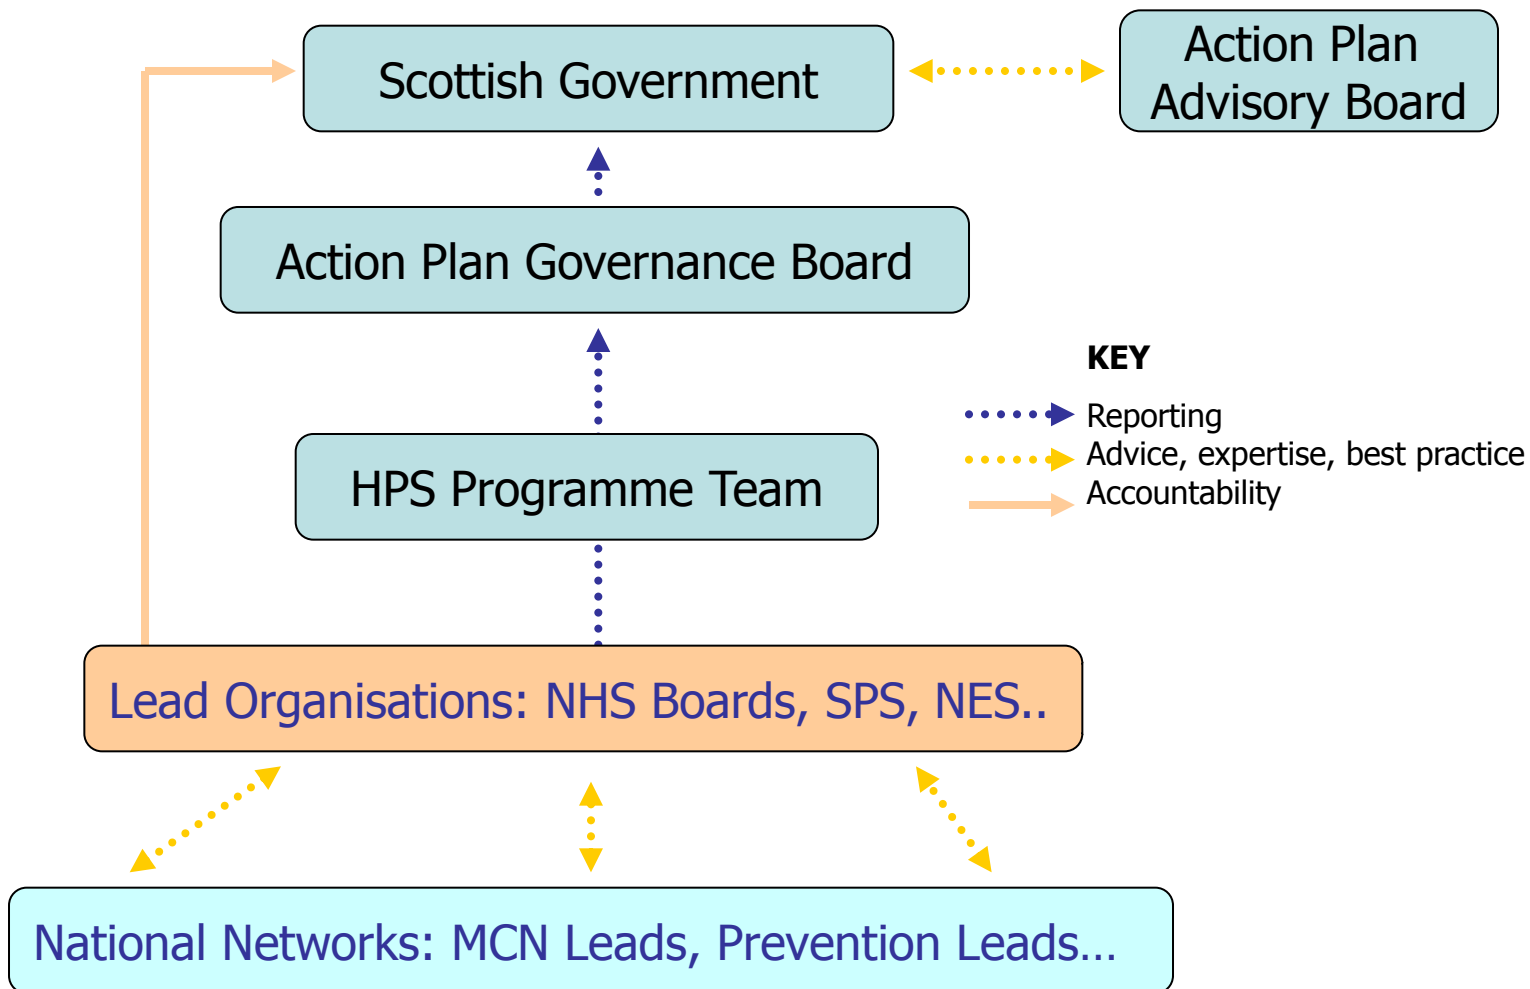 Scottish Government
Action Plan
Advisory Board
Action Plan Governance Board
KEY
Reporting
Advice, expertise, best practice
Accountability
HPS Programme Team
Lead Organisations: NHS Boards, SPS, NES..
National Networks: MCN Leads, Prevention Leads…